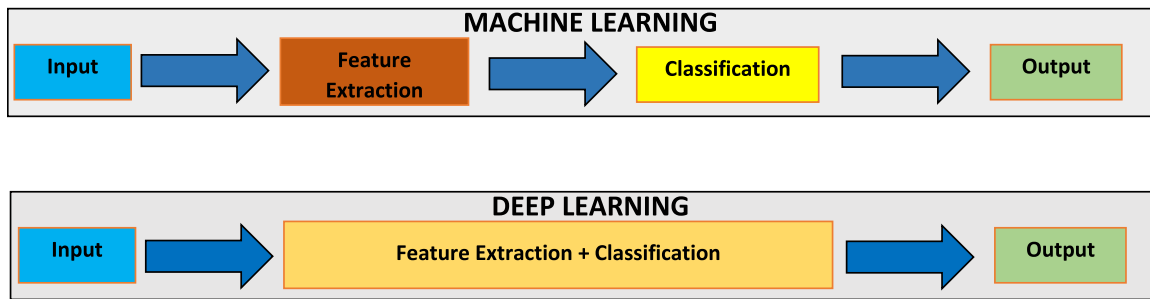 MACHINE LEARNING
Input
Feature
Extraction
Classification
Output
DEEP LEARNING
Input
Feature Extraction + Classification
Output